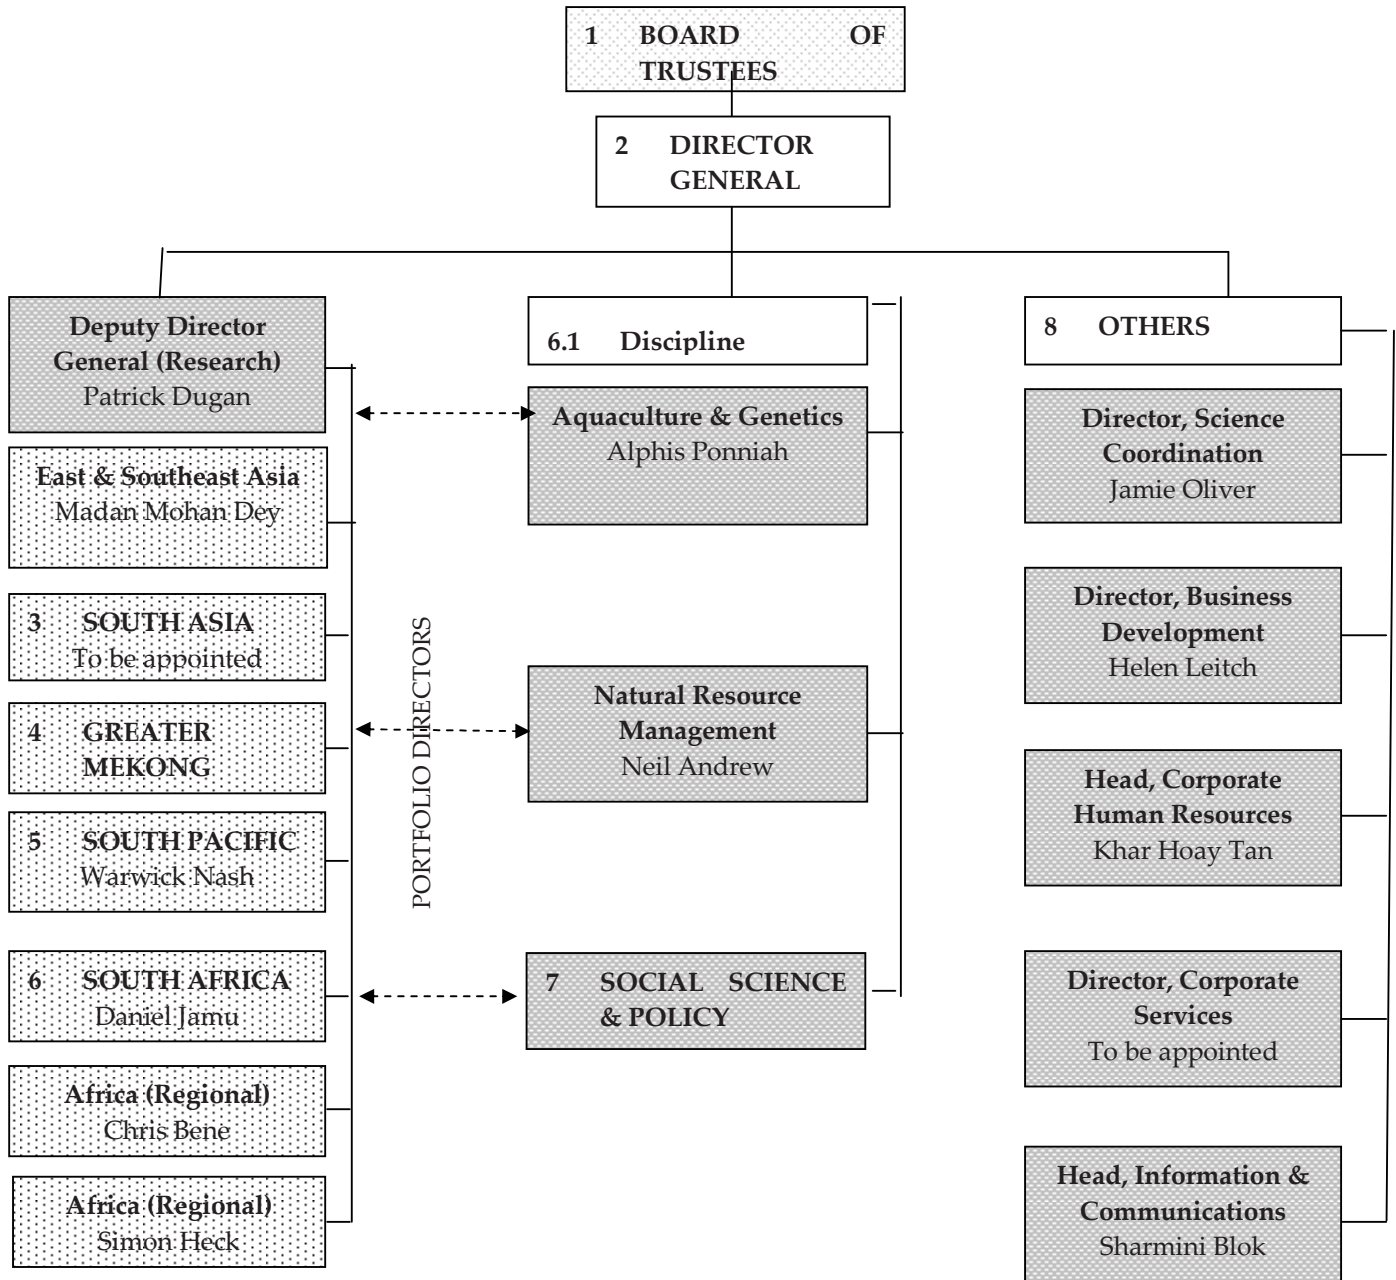 1 BOARD OF
TRUSTEES
2 DIRECTOR
GENERAL
Deputy Director
General (Research)
Patrick Dugan
East & Southeast Asia
Madan Mohan Dey
3 SOUTH ASIA
To be appointed
4 GREATER
MEKONG
5 SOUTH PACIFIC
Warwick Nash
6 SOUTH AFRICA
Daniel Jamu
Africa (Regional)
Chris Bene
Africa (Regional)
Simon Heck
PORTFOLIO DIRECTORS
6.1 Discipline
Aquaculture & Genetics
Alphis Ponniah
Natural Resource
Management
Neil Andrew
7 SOCIAL SCIENCE
& POLICY
8 OTHERS
Director, Science
Coordination
Jamie Oliver
Director, Business
Development
Helen Leitch
Head, Corporate
Human Resources
Khar Hoay Tan
Director, Corporate
Services
To be appointed
Head, Information &
Communications
Sharmini Blok